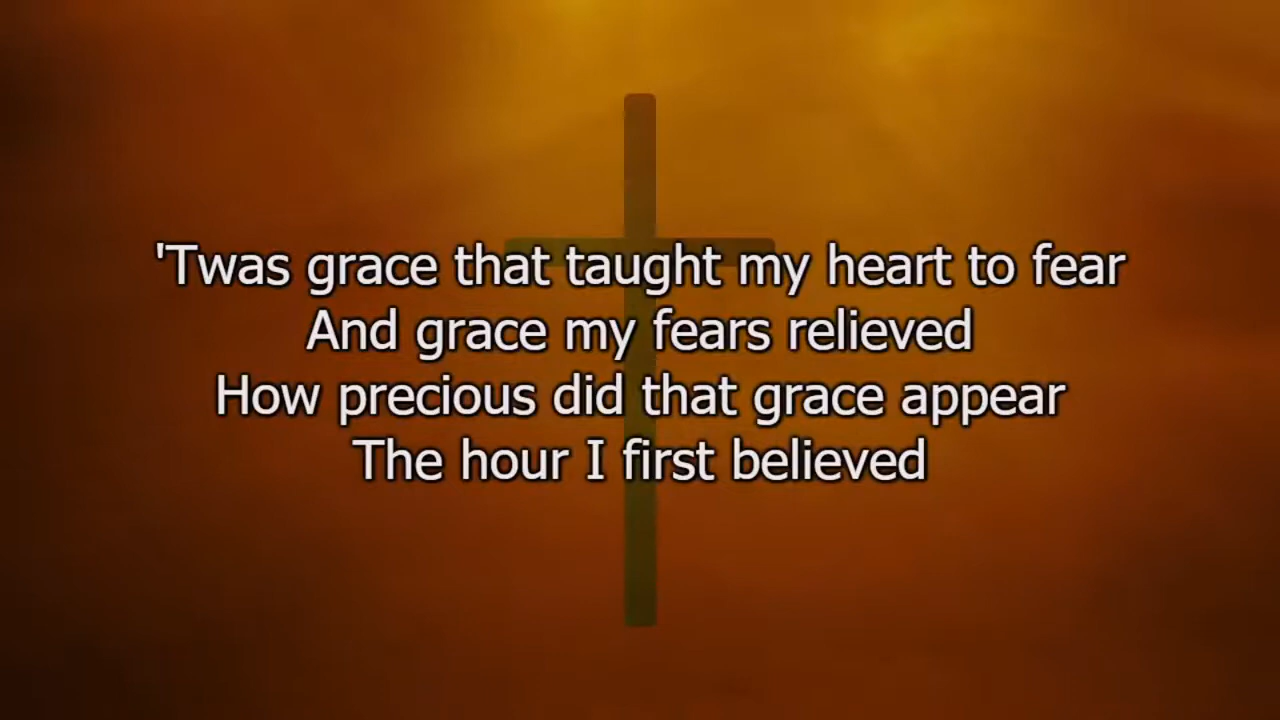 'Twas grace that taught my heart to fear
And grace my fears relieved
How precious did that grace appear
The hour I first believed